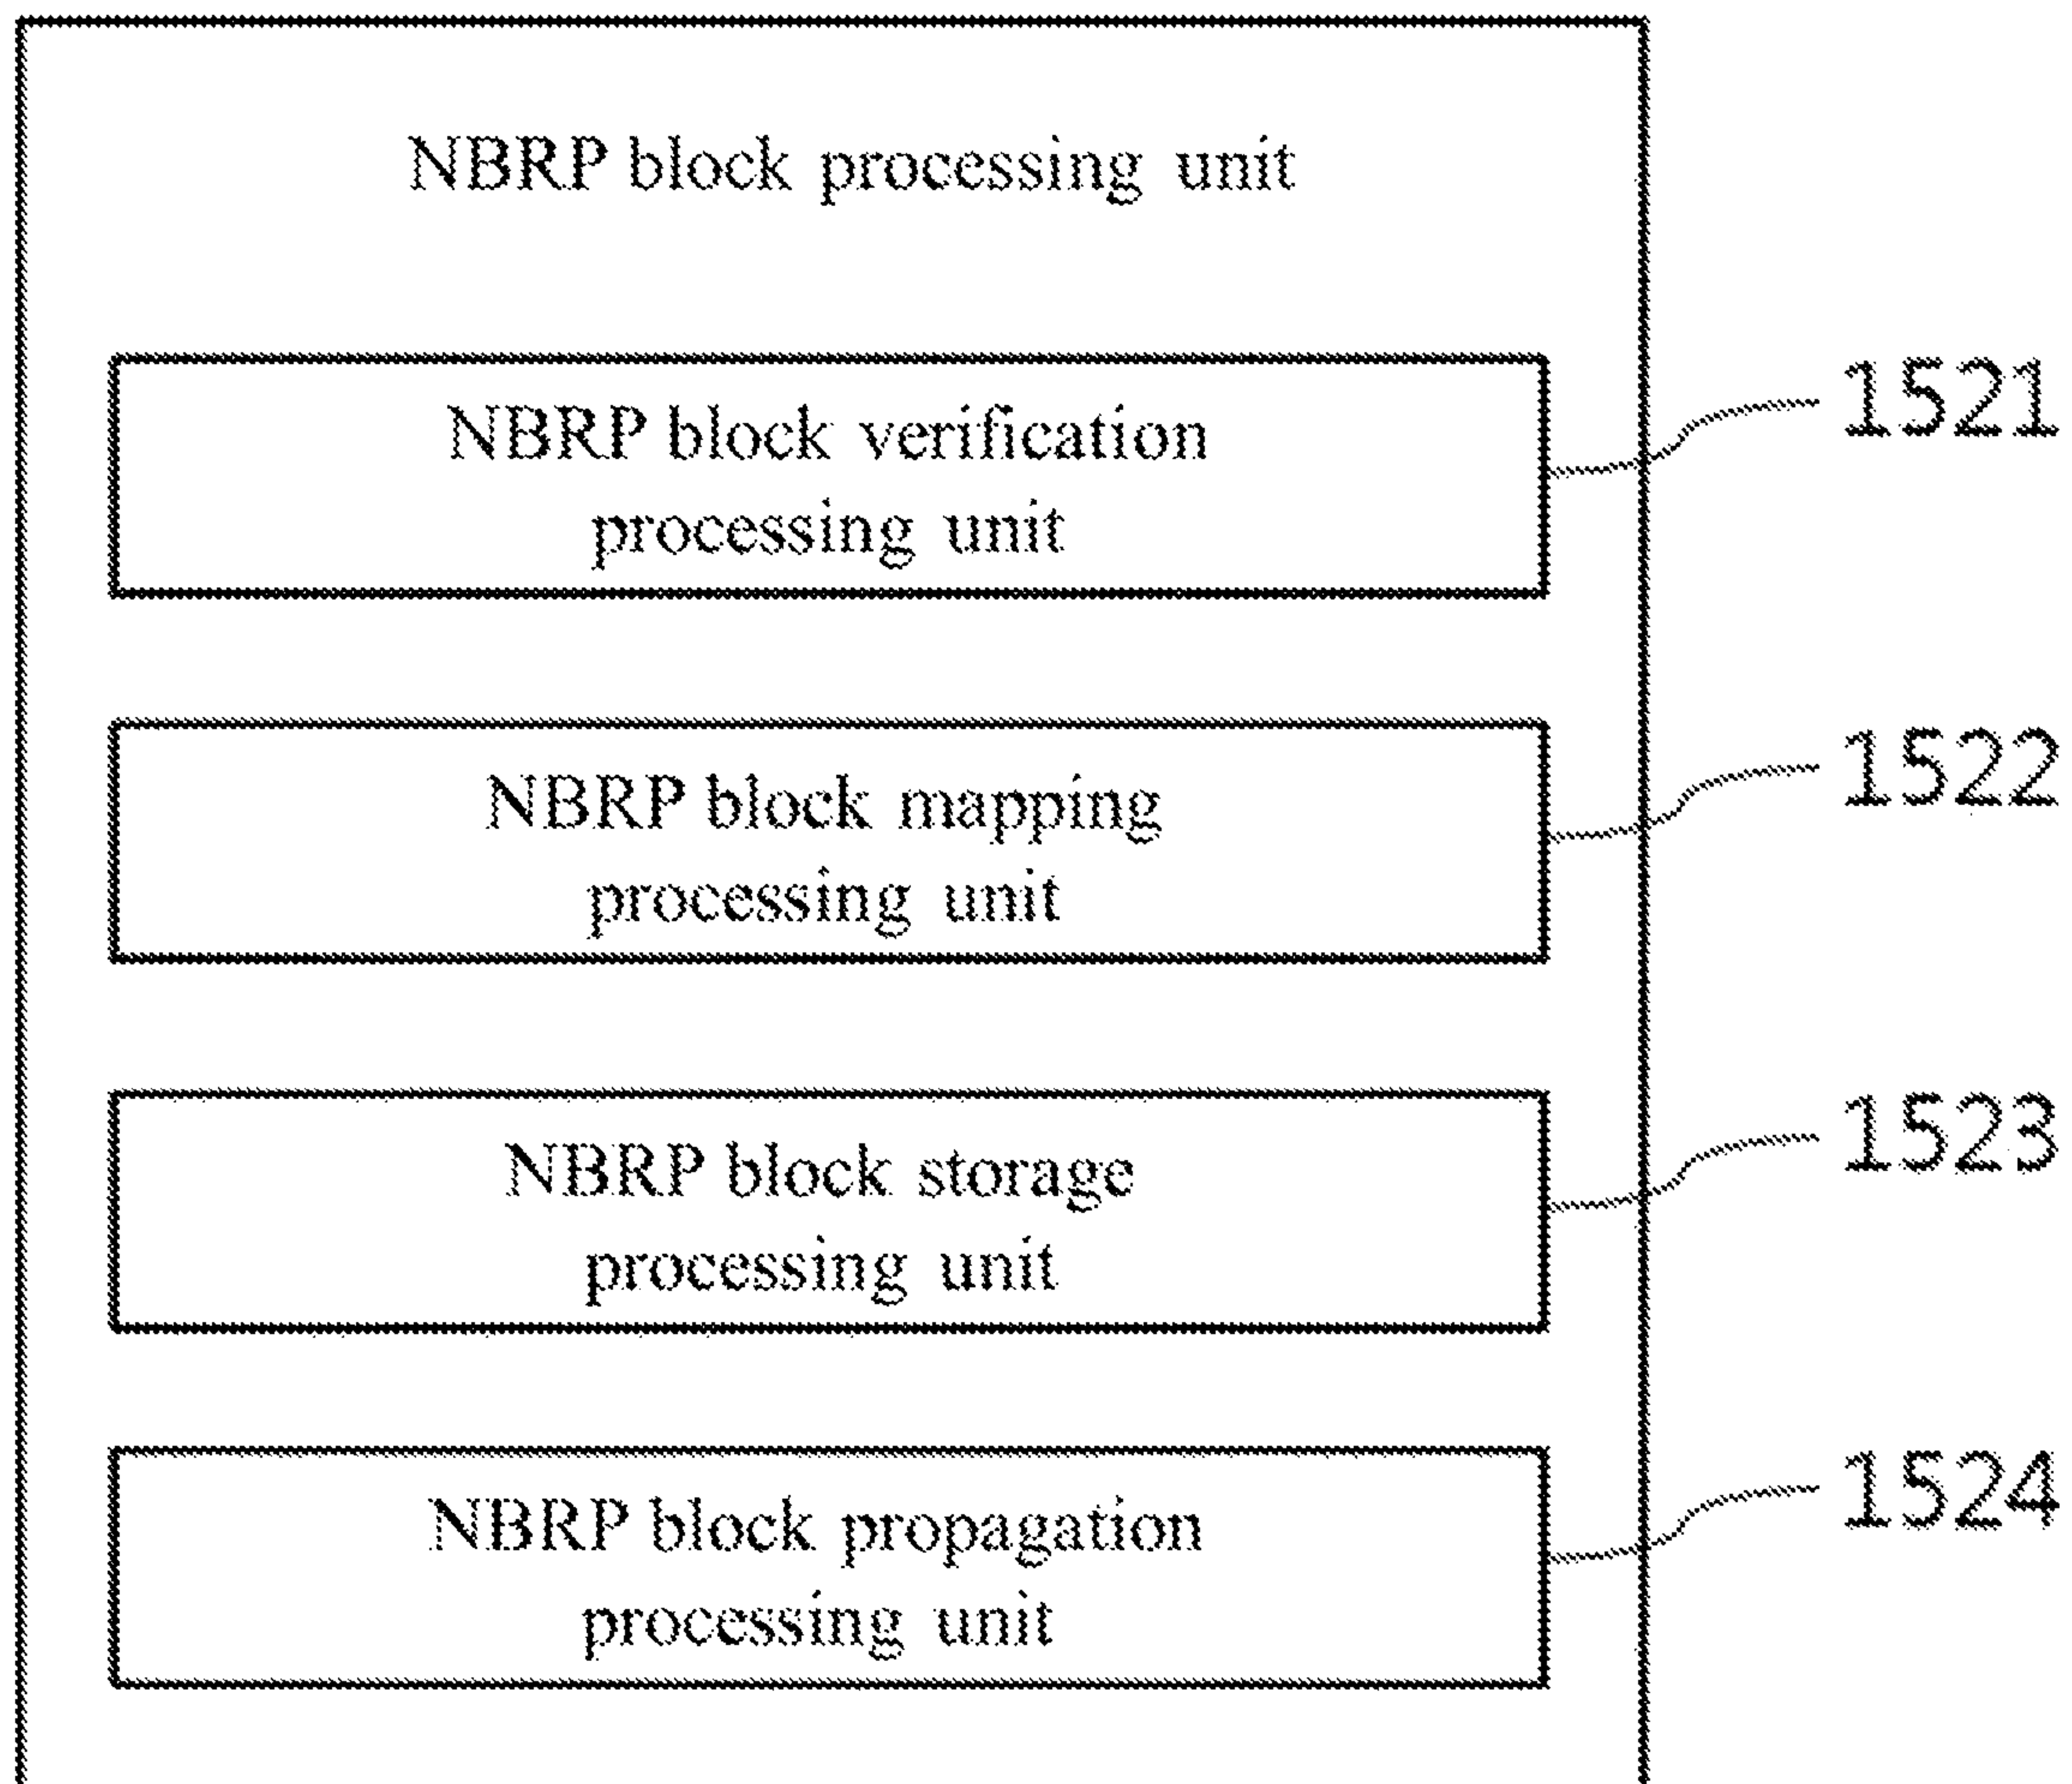 NBRP block processing unit
NBRP block verification
processing unit
1521
NBRP block mapping
processing unit
1522
NBRP block storage
processing unit
1523
NBRP block propagation
processing unit
1524